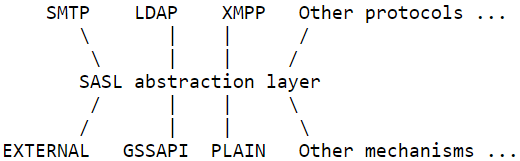 SMTP LDAP XMPP Other protocols ...
SASL abstraction layer
EXTERNAL GSSAPI PLAIN Other mechanisms ...